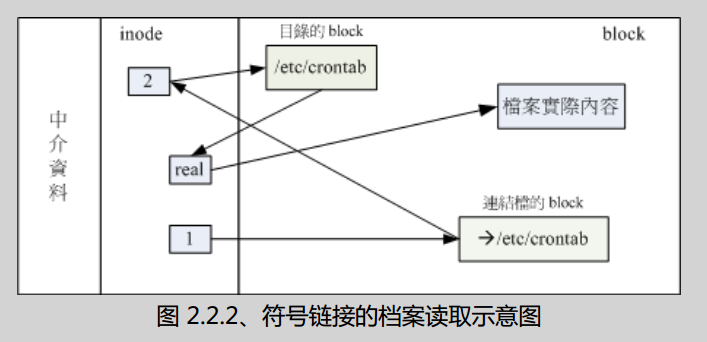 inode
目錄的 block
block
2
/etc/crontab
檔案實際內容
中介資料
real
連結檔的 block
1
→/etc/crontab
图 2.2.2、符号链接的档案读取示意图